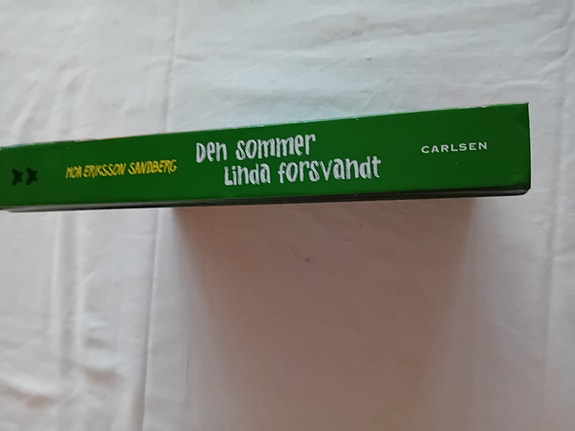 MOA ERIKSSON SANDBERG
Den sommer
Linda forsvandt
CARLSEN